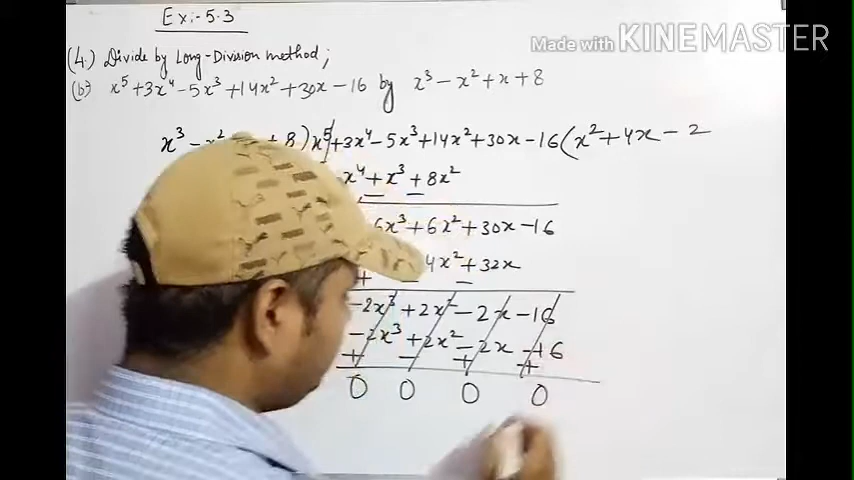 Made with KINEMASTER
Ex:- 5.3
(4.) Divide by Long-Division method;
(b) x⁵ + 3x⁴ - 5x³ + 14x² + 30x - 16 by x³ - x² + x + 8
x³ - x² + 8 ) x⁵ + 3x⁴ - 5x³ + 14x² + 30x - 16 ( x² + 4x - 2
x⁴ + x³ + 8x²
6x³ + 6x² + 30x - 16
4x² + 32x
- 2x³ + 2x² - 2x - 16
- 2x³ + 2x² - 2x - 16
0 0 0 0